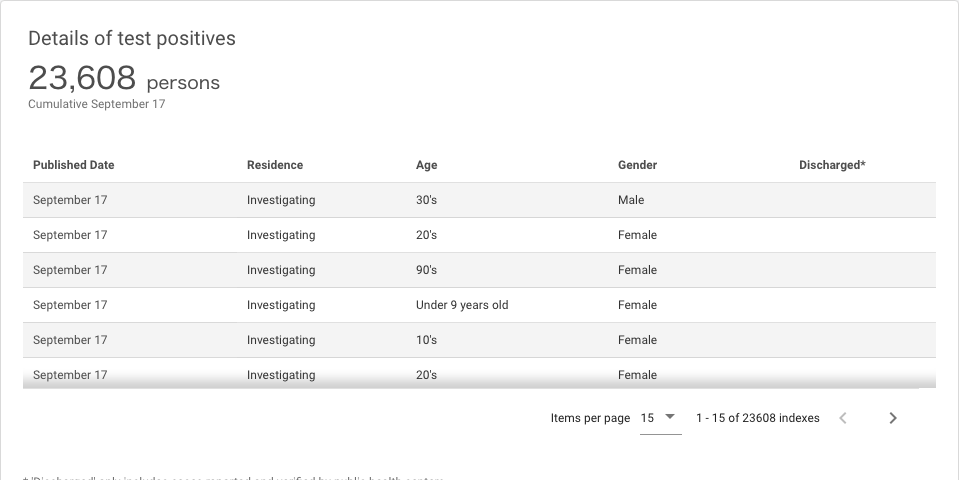 Details of test positives
23,608 persons
Cumulative September 17
Published Date Residence Age Gender Discharged*
September 17 Investigating 30's Male
September 17 Investigating 20's Female
September 17 Investigating 90's Female
September 17 Investigating Under 9 years old Female
September 17 Investigating 10's Female
September 17 Investigating 20's Female
Items per page 15 1 - 15 of 23608 indexes